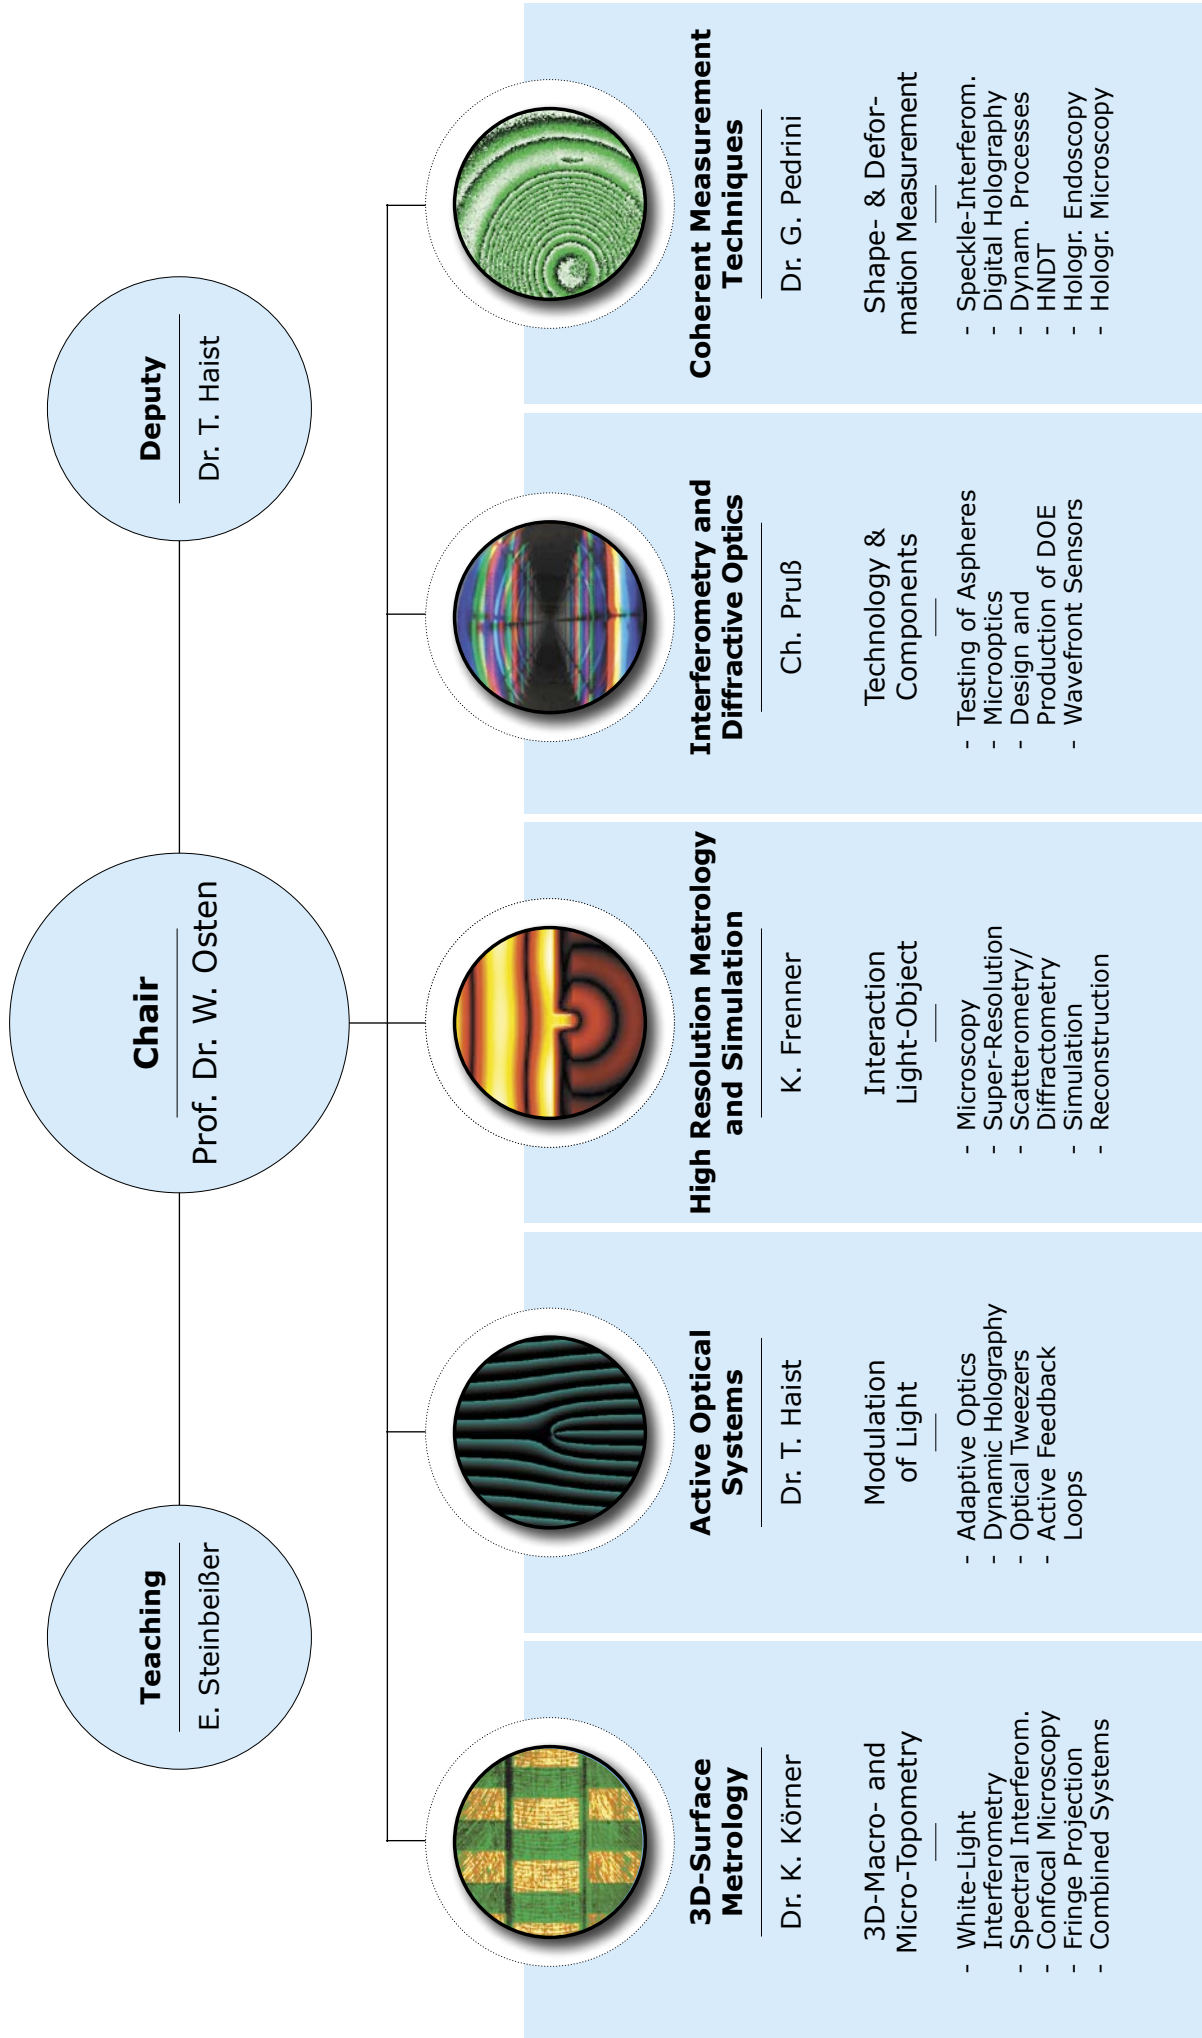 Teaching
E. Steinbeißer
Chair
Prof. Dr. W. Osten
Deputy
Dr. T. Haist
3D-Surface
Metrology
Dr. K. Körner
3D-Macro- and
Micro-Topometry
- White-Light
Interferometry
- Spectral Interferom.
- Confocal Microscopy
- Fringe Projection
- Combined Systems
Active Optical
Systems
Dr. T. Haist
Modulation
of Light
- Adaptive Optics
- Dynamic Holography
- Optical Tweezers
- Active Feedback
Loops
High Resolution Metrology
and Simulation
K. Frenner
Interaction
Light-Object
- Microscopy
- Super-Resolution
- Scatterometry/
Diffractometry
- Simulation
- Reconstruction
Interferometry and
Diffractive Optics
Ch. Pruß
Technology &
Components
- Testing of Aspheres
- Microoptics
- Design and
Production of DOE
- Wavefront Sensors
Coherent Measurement
Techniques
Dr. G. Pedrini
Shape- & Defor-
mation Measurement
- Speckle-Interferom.
- Digital Holography
- Dynam. Processes
- HNDT
- Hologr. Endoscopy
- Hologr. Microscopy